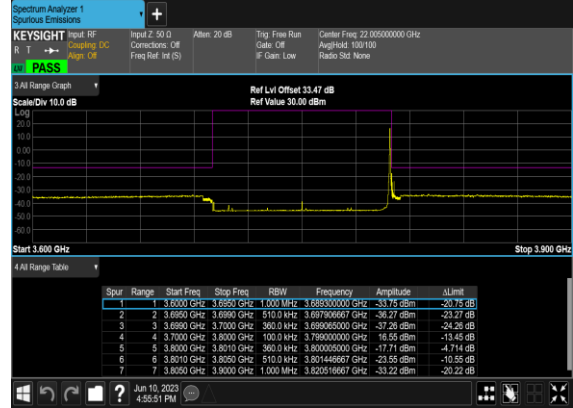 Spectrum Analyzer 1
Spurious Emissions
KEYSIGHT Input: RF Input Z: 50 Ω Atten: 20 dB Trig: Free Run Center Freq: 22.005000000 GHz
R T Coupling: DC Corrections: Off Gate: Off Avg|Hold: 100/100
Align: Off Freq Ref: Int (S) IF Gain: Low Radio Std: None
PASS
3 All Range Graph
Ref Lvl Offset 33.47 dB
Scale/Div 10.0 dB Ref Value 30.00 dBm
Log
20.0
10.0
0.00
-10.0
-20.0
-30.0
-40.0
-50.0
-60.0
Start 3.600 GHz Stop 3.900 GHz
4 All Range Table
Spur Range Start Freq Stop Freq RBW Frequency Amplitude ΔLimit
1 1 3.6000 GHz 3.6950 GHz 1.000 MHz 3.689300000 GHz -33.75 dBm -20.75 dB
2 2 3.6950 GHz 3.6990 GHz 510.0 kHz 3.697906667 GHz -36.27 dBm -23.27 dB
3 3 3.6990 GHz 3.7000 GHz 360.0 kHz 3.699065000 GHz -37.26 dBm -24.26 dB
4 4 3.7000 GHz 3.8000 GHz 100.0 kHz 3.799000000 GHz 16.55 dBm -13.45 dB
5 5 3.8000 GHz 3.8010 GHz 360.0 kHz 3.800005000 GHz -17.71 dBm -4.714 dB
6 6 3.8010 GHz 3.8050 GHz 510.0 kHz 3.801446667 GHz -23.55 dBm -10.55 dB
7 7 3.8050 GHz 3.9000 GHz 1.000 MHz 3.820516667 GHz -33.22 dBm -20.22 dB
Jun 10, 2023
4:55:51 PM